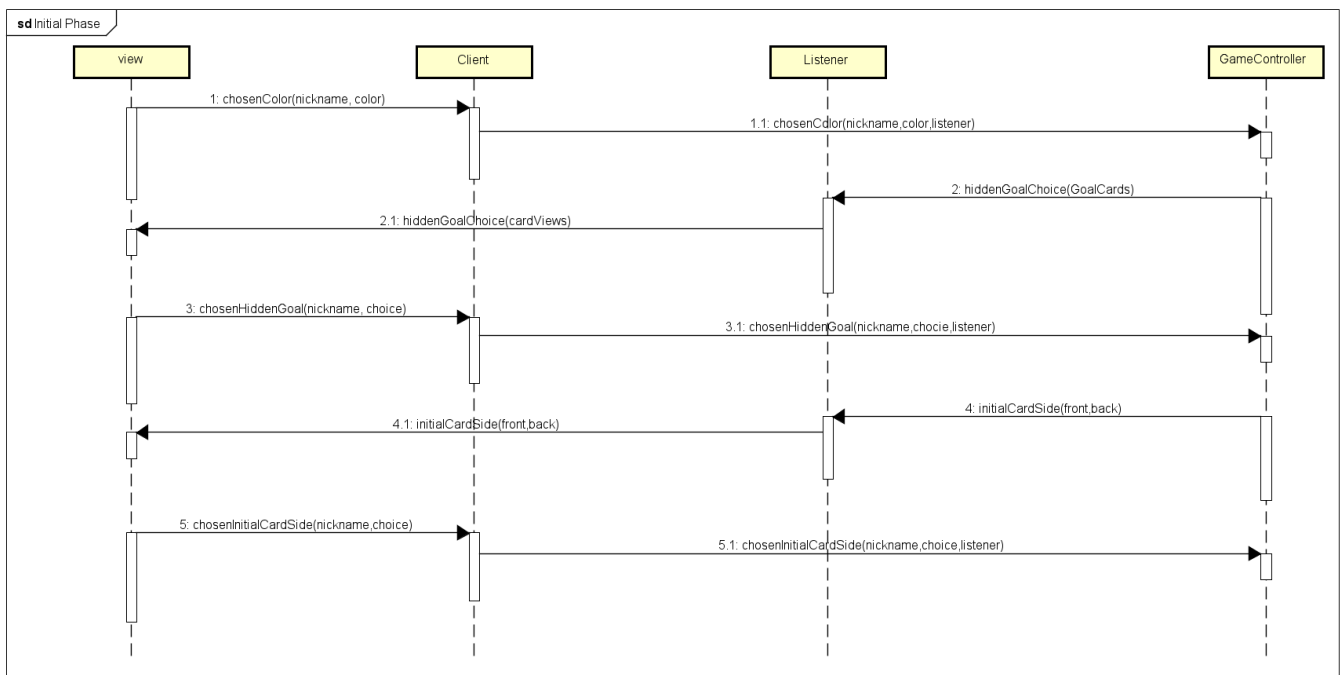 sd Initial Phase
view
Client
Listener
GameController
1: chosenColor(nickname, color)
1.1: chosenColor(nickname,color,listener)
2: hiddenGoalChoice(GoalCards)
2.1: hiddenGoalChoice(cardViews)
3: chosenHiddenGoal(nickname, choice)
3.1: chosenHiddenGoal(nickname,chocie,listener)
4: initialCardSide(front,back)
4.1: initialCardSide(front,back)
5: chosenInitialCardSide(nickname,choice)
5.1: chosenInitialCardSide(nickname,choice,listener)